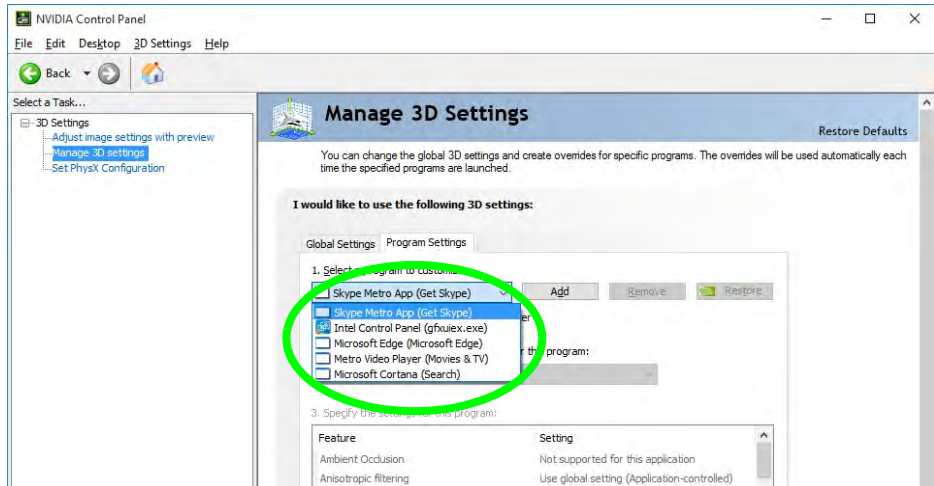 NVIDIA Control Panel
File Edit Desktop 3D Settings Help
Back
Select a Task...
3D Settings
Adjust image settings with preview
Manage 3D settings
Set PhysX Configuration
Manage 3D Settings
Restore Defaults
You can change the global 3D settings and create overrides for specific programs. The overrides will be used automatically each
time the specified programs are launched.
I would like to use the following 3D settings:
Global Settings Program Settings
1. Select a program to customize:
Skype Metro App (Get Skype) Add Remove Restore
Skype Metro App (Get Skype)
Intel Control Panel (gfxuiex.exe)
Microsoft Edge (Microsoft Edge)
Metro Video Player (Movies & TV)
Microsoft Cortana (Search)
program:
3. Specify the settings for this program:
Feature Setting
Ambient Occlusion Not supported for this application
Anisotropic filtering Use global setting (Application-controlled)